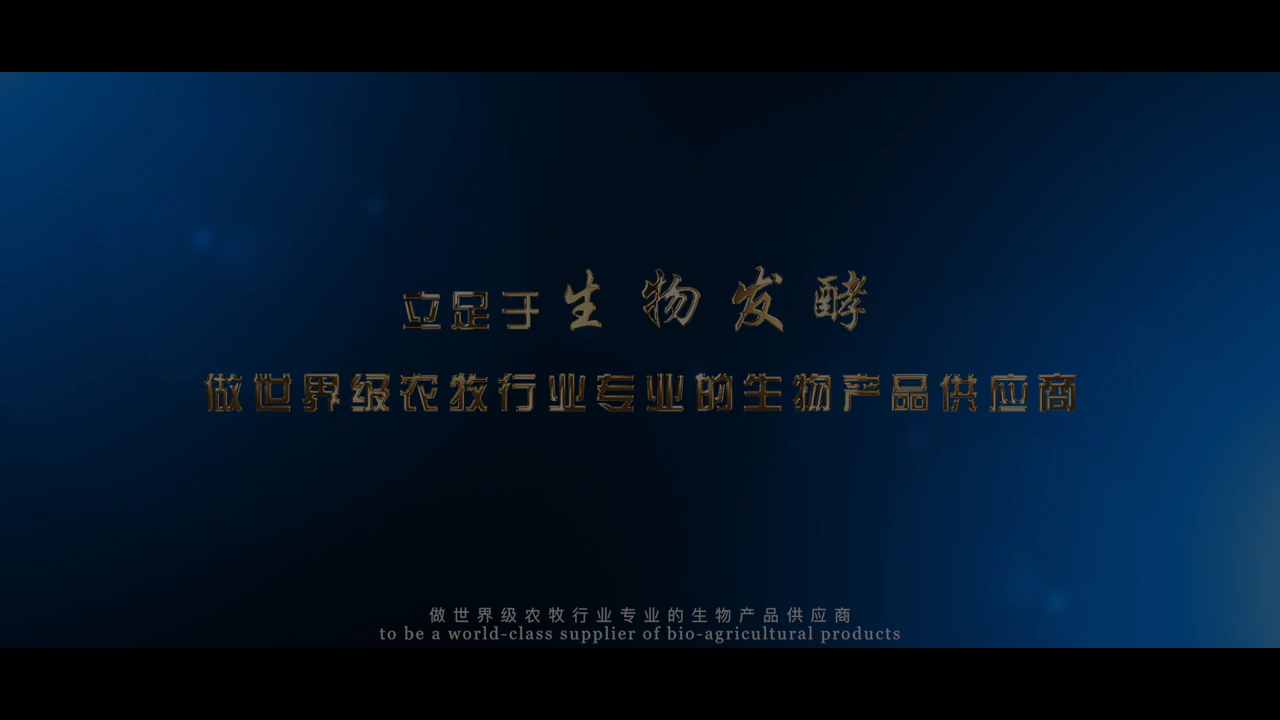 立足于生物发酵
做世界级农牧行业专业的生物产品供应商
做世界级农牧行业专业的生物产品供应商
to be a world-class supplier of bio-agricultural products